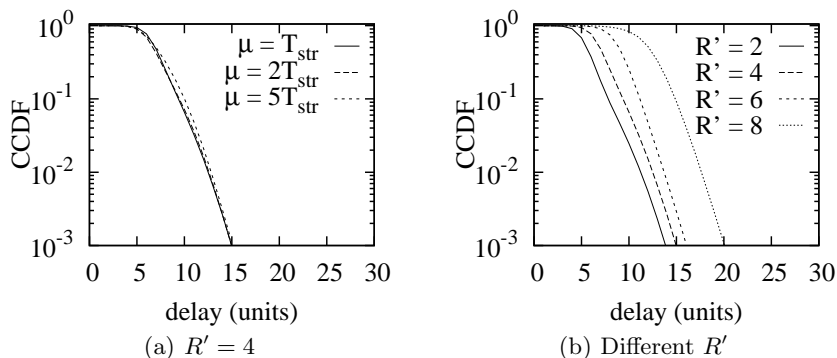 10^0
10^-1
10^-2
10^-3
CCDF
μ = T_str
μ = 2T_str
μ = 5T_str
0 5 10 15 20 25 30
delay (units)
(a) R′ = 4
10^0
10^-1
10^-2
10^-3
CCDF
R' = 2
R' = 4
R' = 6
R' = 8
0 5 10 15 20 25 30
delay (units)
(b) Different R′